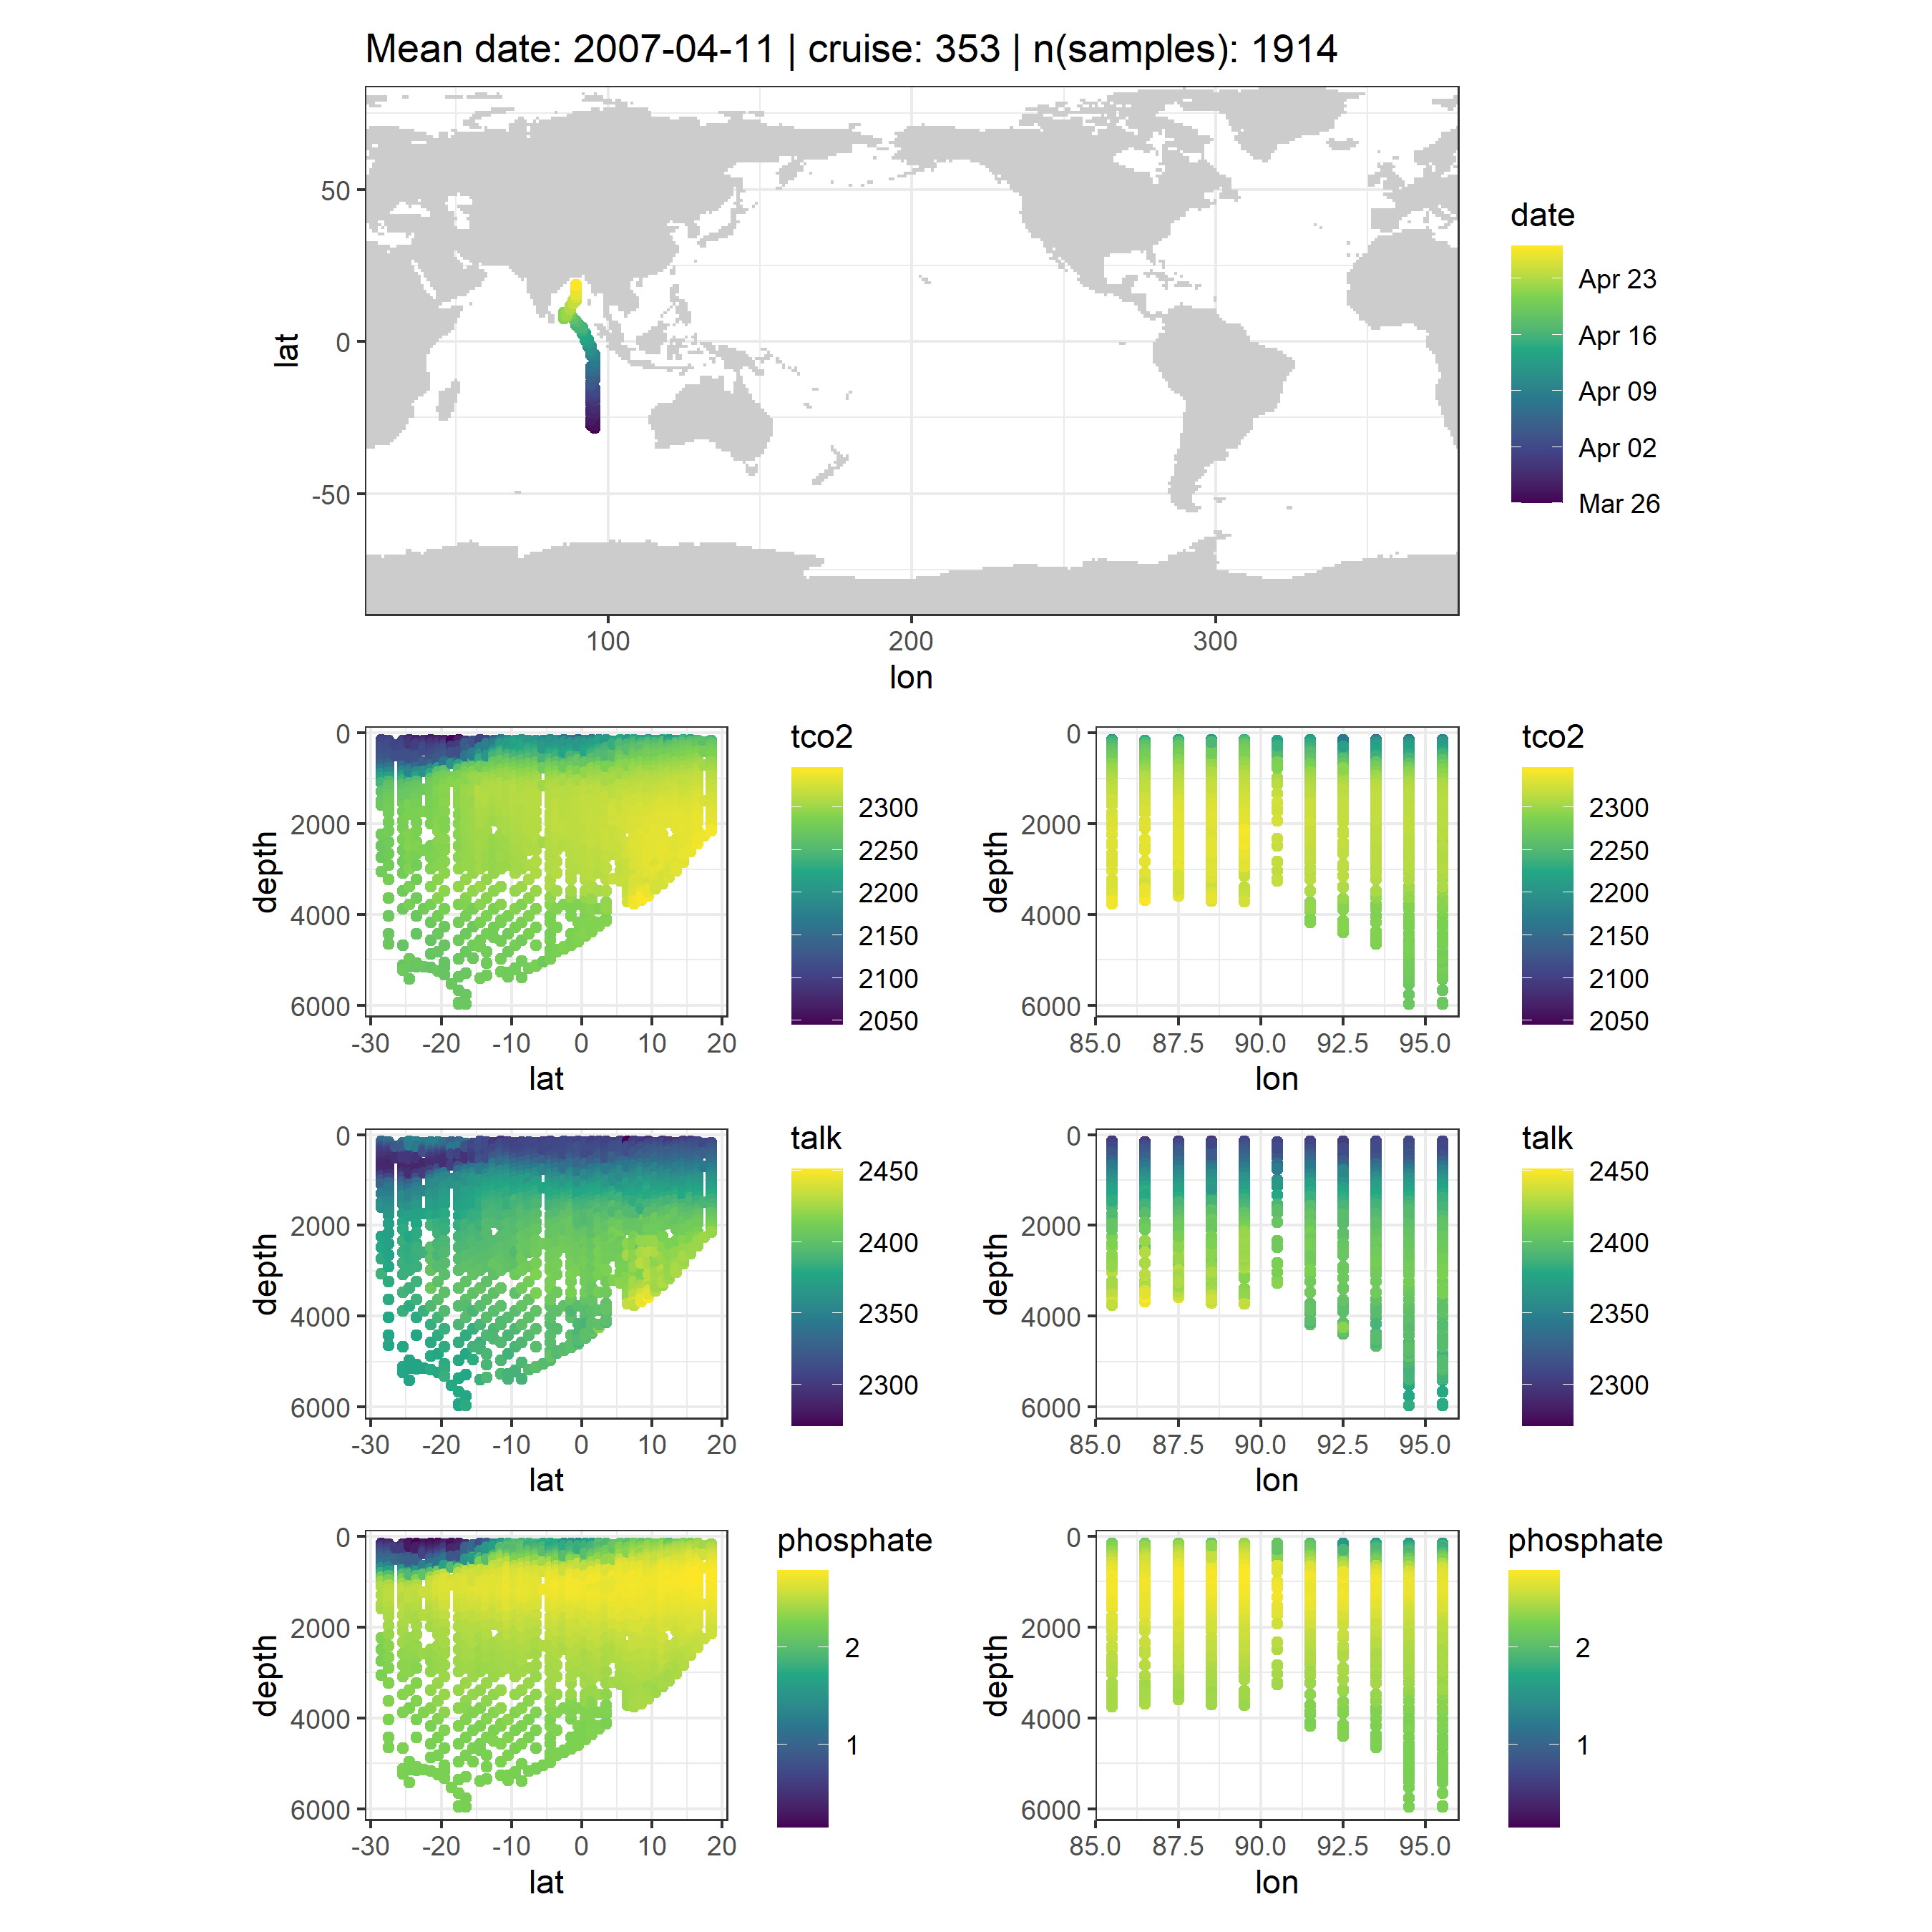 Mean date: 2007-04-11 | cruise: 353 | n(samples): 1914
50
0
-50
lat
100 200 300
lon
date
Apr 23
Apr 16
Apr 09
Apr 02
Mar 26
0
2000
4000
6000
depth
-30 -20 -10 0 10 20
lat
tco2
2300
2250
2200
2150
2100
2050
0
2000
4000
6000
depth
85.0 87.5 90.0 92.5 95.0
lon
tco2
2300
2250
2200
2150
2100
2050
0
2000
4000
6000
depth
-30 -20 -10 0 10 20
lat
talk
2450
2400
2350
2300
0
2000
4000
6000
depth
85.0 87.5 90.0 92.5 95.0
lon
talk
2450
2400
2350
2300
0
2000
4000
6000
depth
-30 -20 -10 0 10 20
lat
phosphate
2
1
0
2000
4000
6000
depth
85.0 87.5 90.0 92.5 95.0
lon
phosphate
2
1